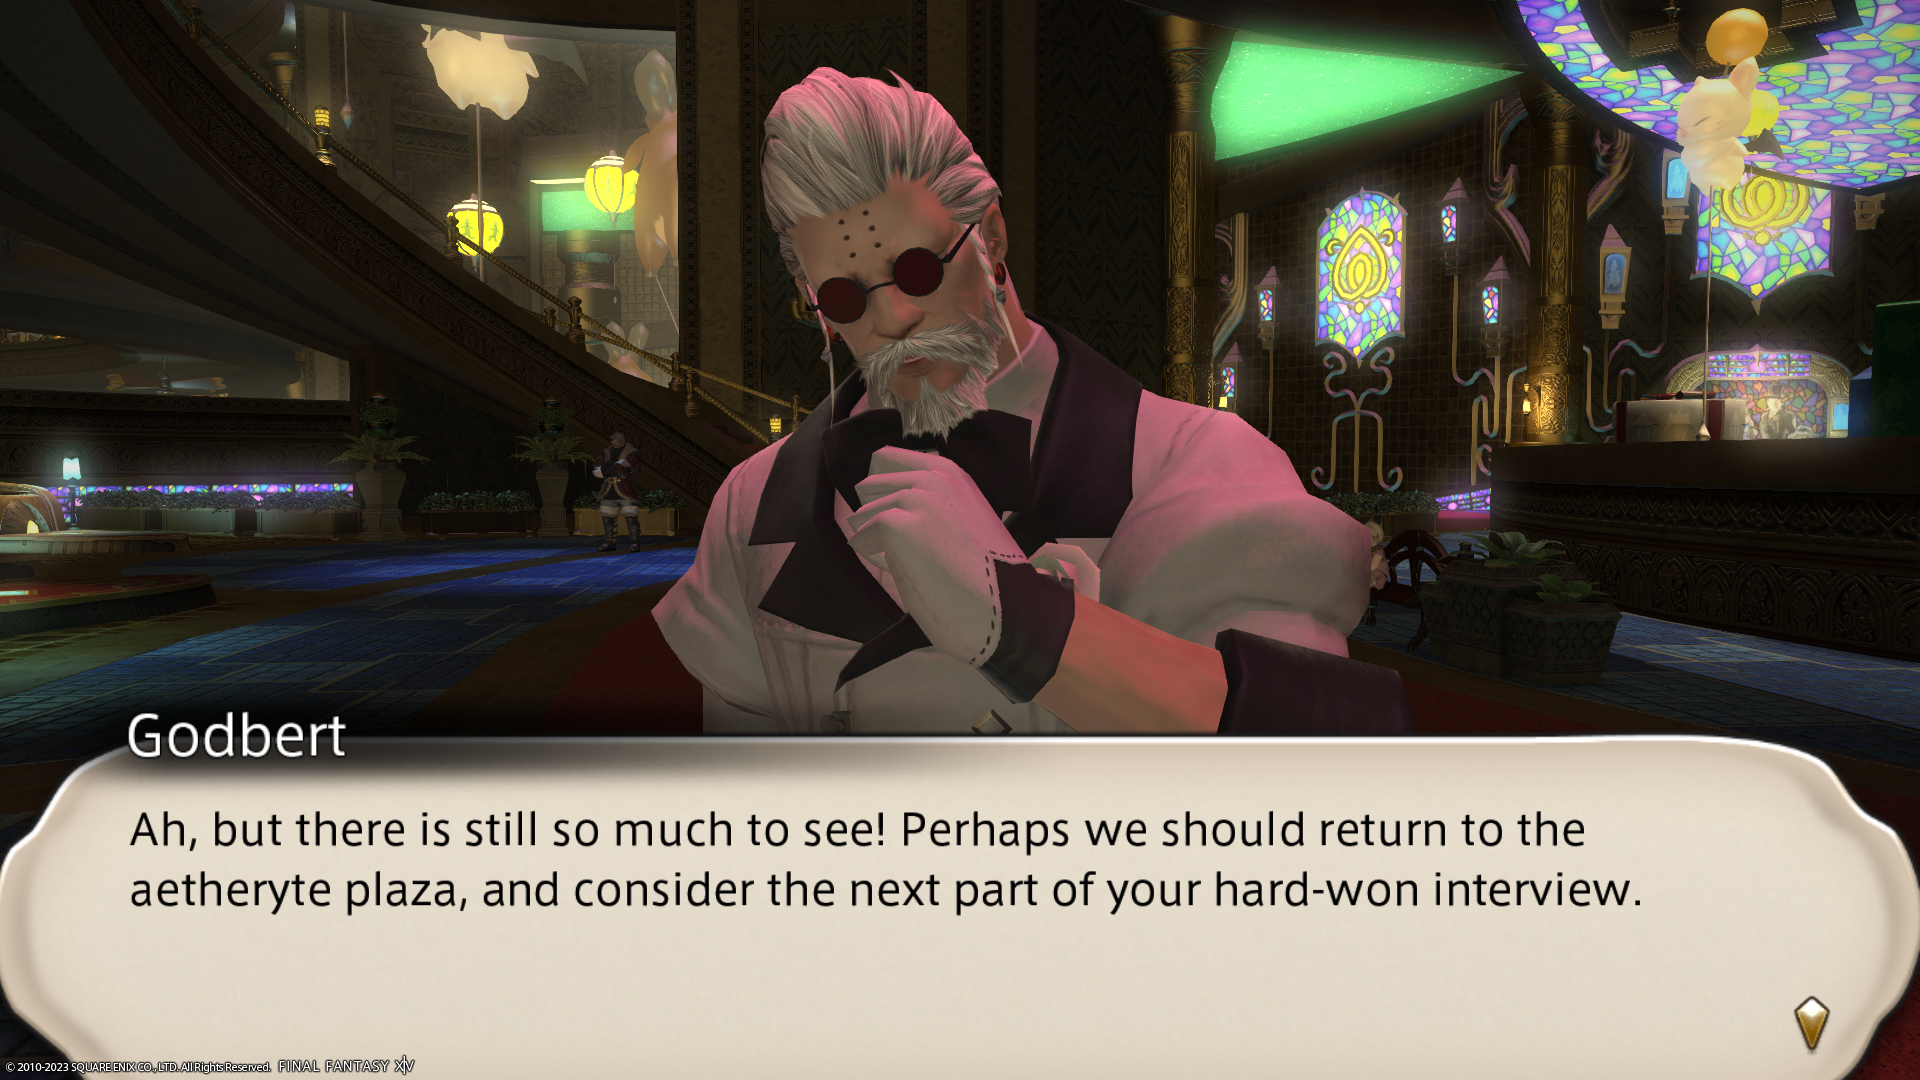 Godbert
Ah, but there is still so much to see! Perhaps we should return to the
aetheryte plaza, and consider the next part of your hard-won interview.
© 2010-2023 SQUARE ENIX CO., LTD. All Rights Reserved. FINAL FANTASY XIV